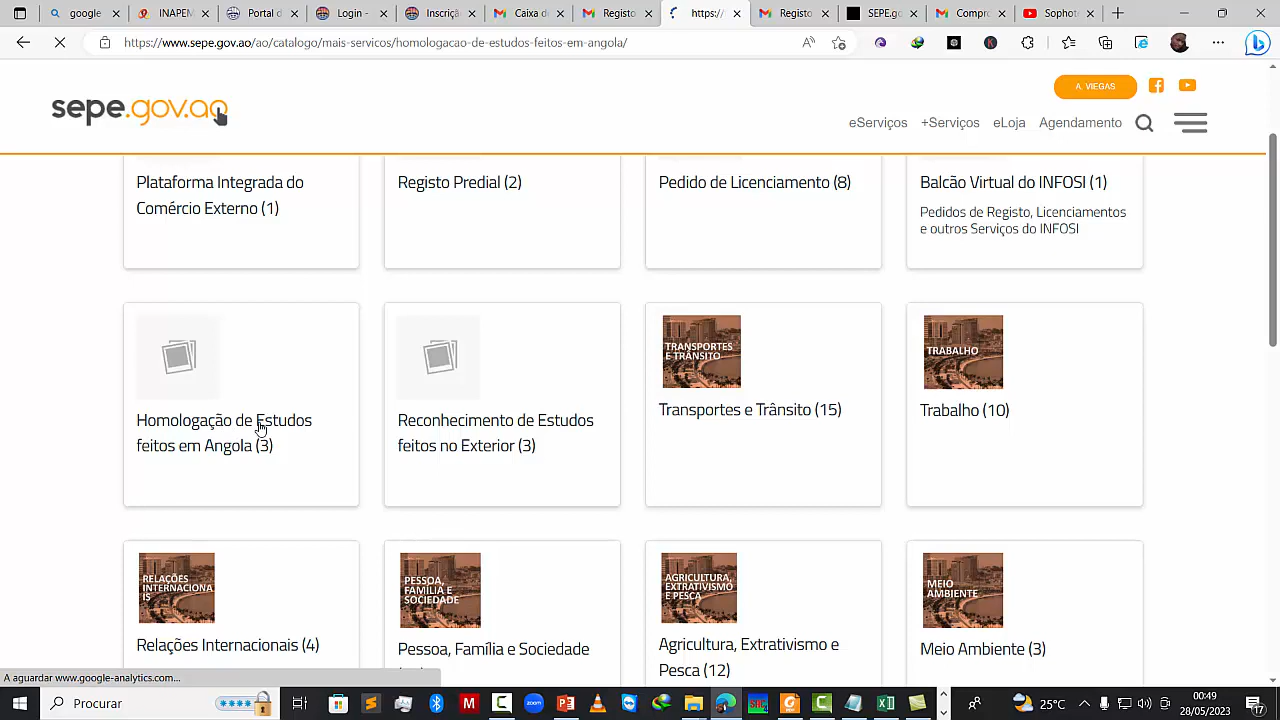 google
INAPEM
Portal d
Login -
Inscriçã
Caixa de
Registo
https://
Registo
SEPE.go
Compro
Sophot
https://www.sepe.gov.ao/ao/catalogo/mais-servicos/homologacao-de-estudos-feitos-em-angola/
sepe.gov.ao
A. VIEGAS
eServiços +Serviços eLoja Agendamento
Plataforma Integrada do
Comércio Externo (1)
Registo Predial (2)
Pedido de Licenciamento (8)
Balcão Virtual do INFOSI (1)
Pedidos de Registo, Licenciamentos
e outros Serviços do INFOSI
Homologação de Estudos
feitos em Angola (3)
Reconhecimento de Estudos
feitos no Exterior (3)
TRANSPORTES
E TRÂNSITO
Transportes e Trânsito (15)
TRABALHO
Trabalho (10)
RELAÇÕES
INTERNACIONA
IS
Relações Internacionais (4)
PESSOA,
FAMÍLIA E
SOCIEDADE
Pessoa, Família e Sociedade
AGRICULTURA,
EXTRATIVISMO
E PESCA
Agricultura, Extrativismo e
Pesca (12)
MEIO
AMBIENTE
Meio Ambiente (3)
A aguardar www.google-analytics.com...
Procurar
zoom
25°C
00:49
28/05/2023